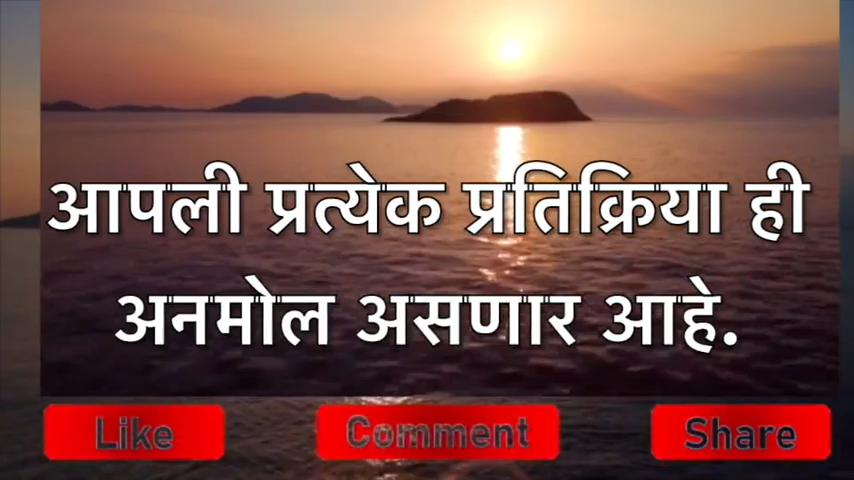 आपली प्रत्येक प्रतिक्रिया ही
अनमोल असणार आहे.
Like Comment Share